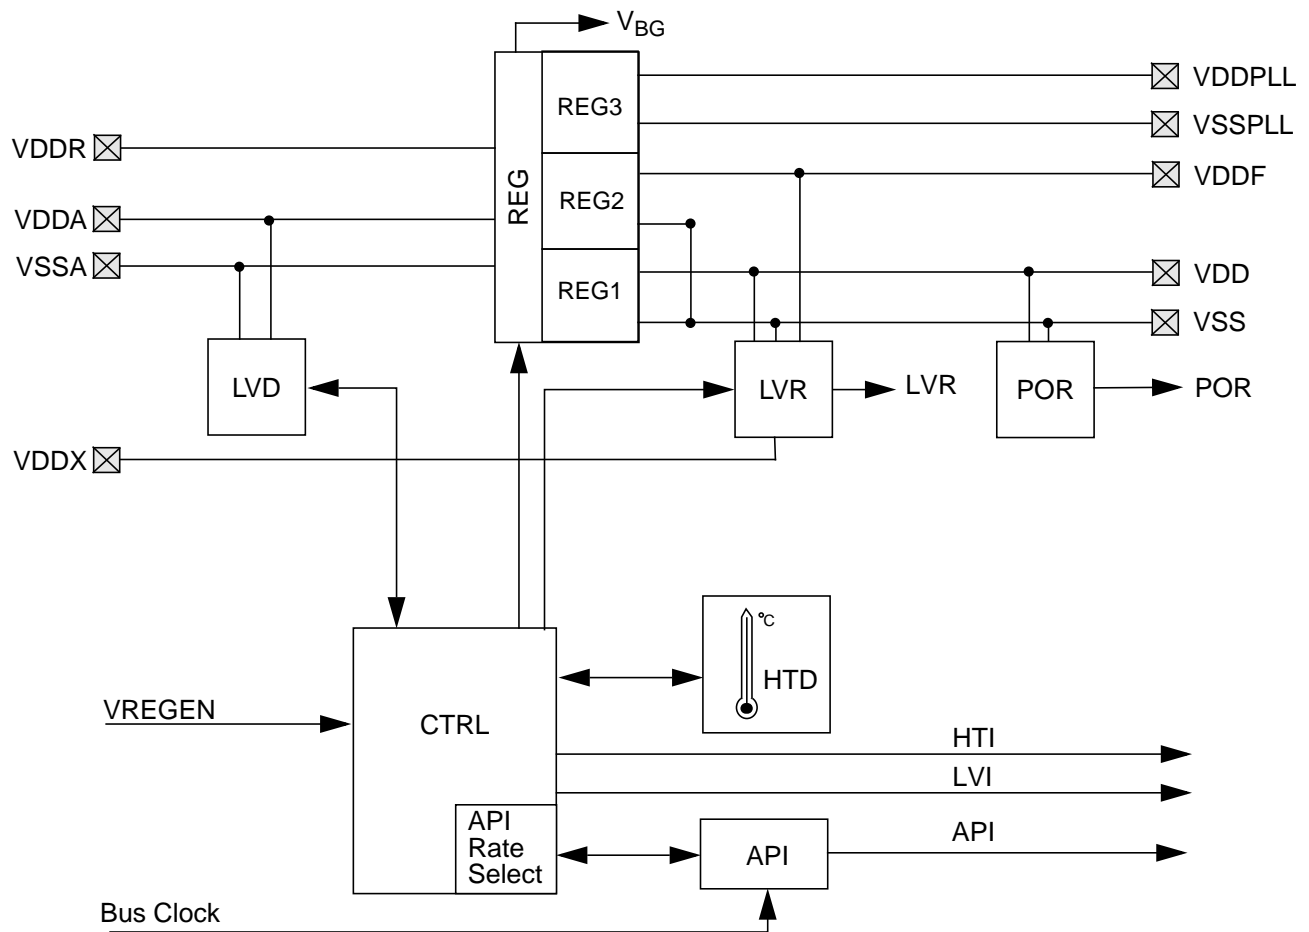 VBG
VDDPLL
REG3
VSSPLL
VDDR
VDDF
REG
REG2
VDDA
VSSA
VDD
REG1
VSS
LVD
LVR
LVR
POR
POR
VDDX
°C
HTD
VREGEN
CTRL
HTI
LVI
API
Rate
Select
API
API
Bus Clock